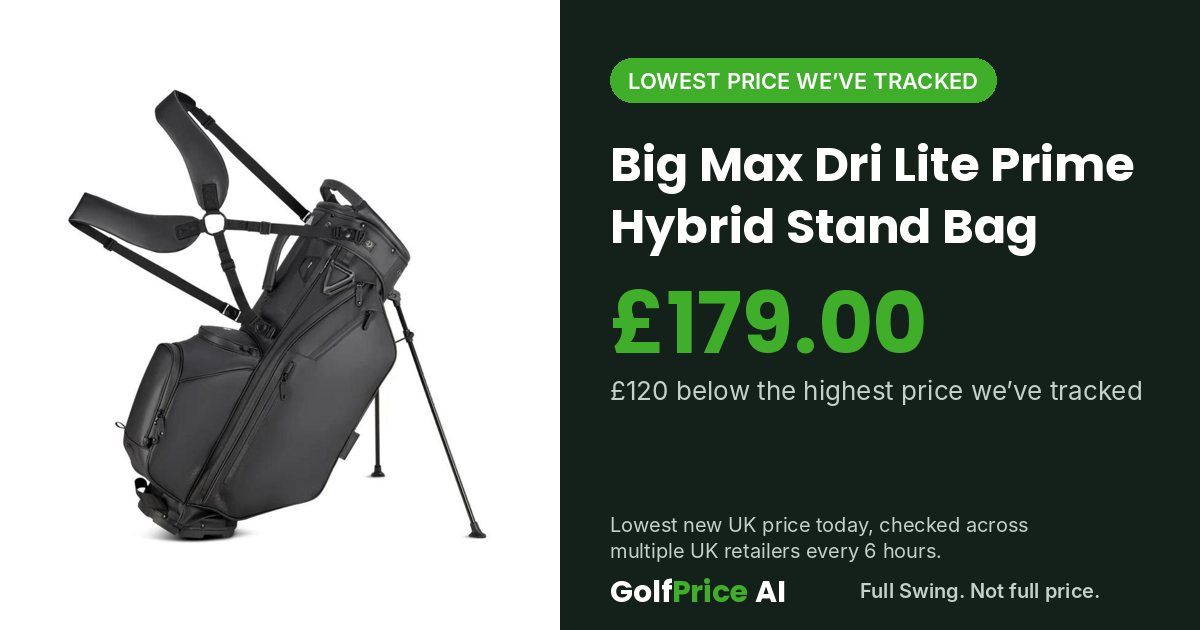 LOWEST PRICE WE’VE TRACKED
Big Max Dri Lite Prime
Hybrid Stand Bag
£179.00
£120 below the highest price we’ve tracked
Lowest new UK price today, checked across
multiple UK retailers every 6 hours.
GolfPrice AI
Full Swing. Not full price.